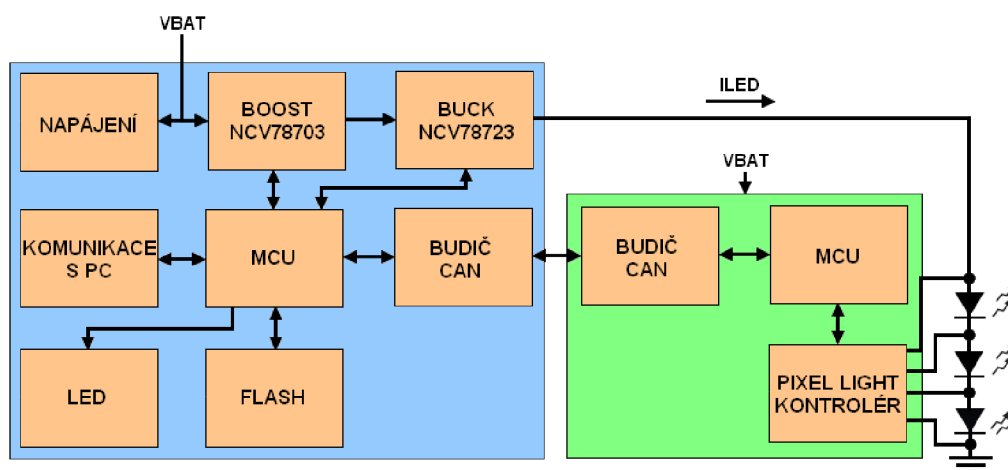 VBAT
NAPÁJENÍ
BOOST
NCV78703
BUCK
NCV78723
ILED
VBAT
KOMUNIKACE
S PC
MCU
BUDIČ
CAN
BUDIČ
CAN
MCU
LED
FLASH
PIXEL LIGHT
KONTROLÉR